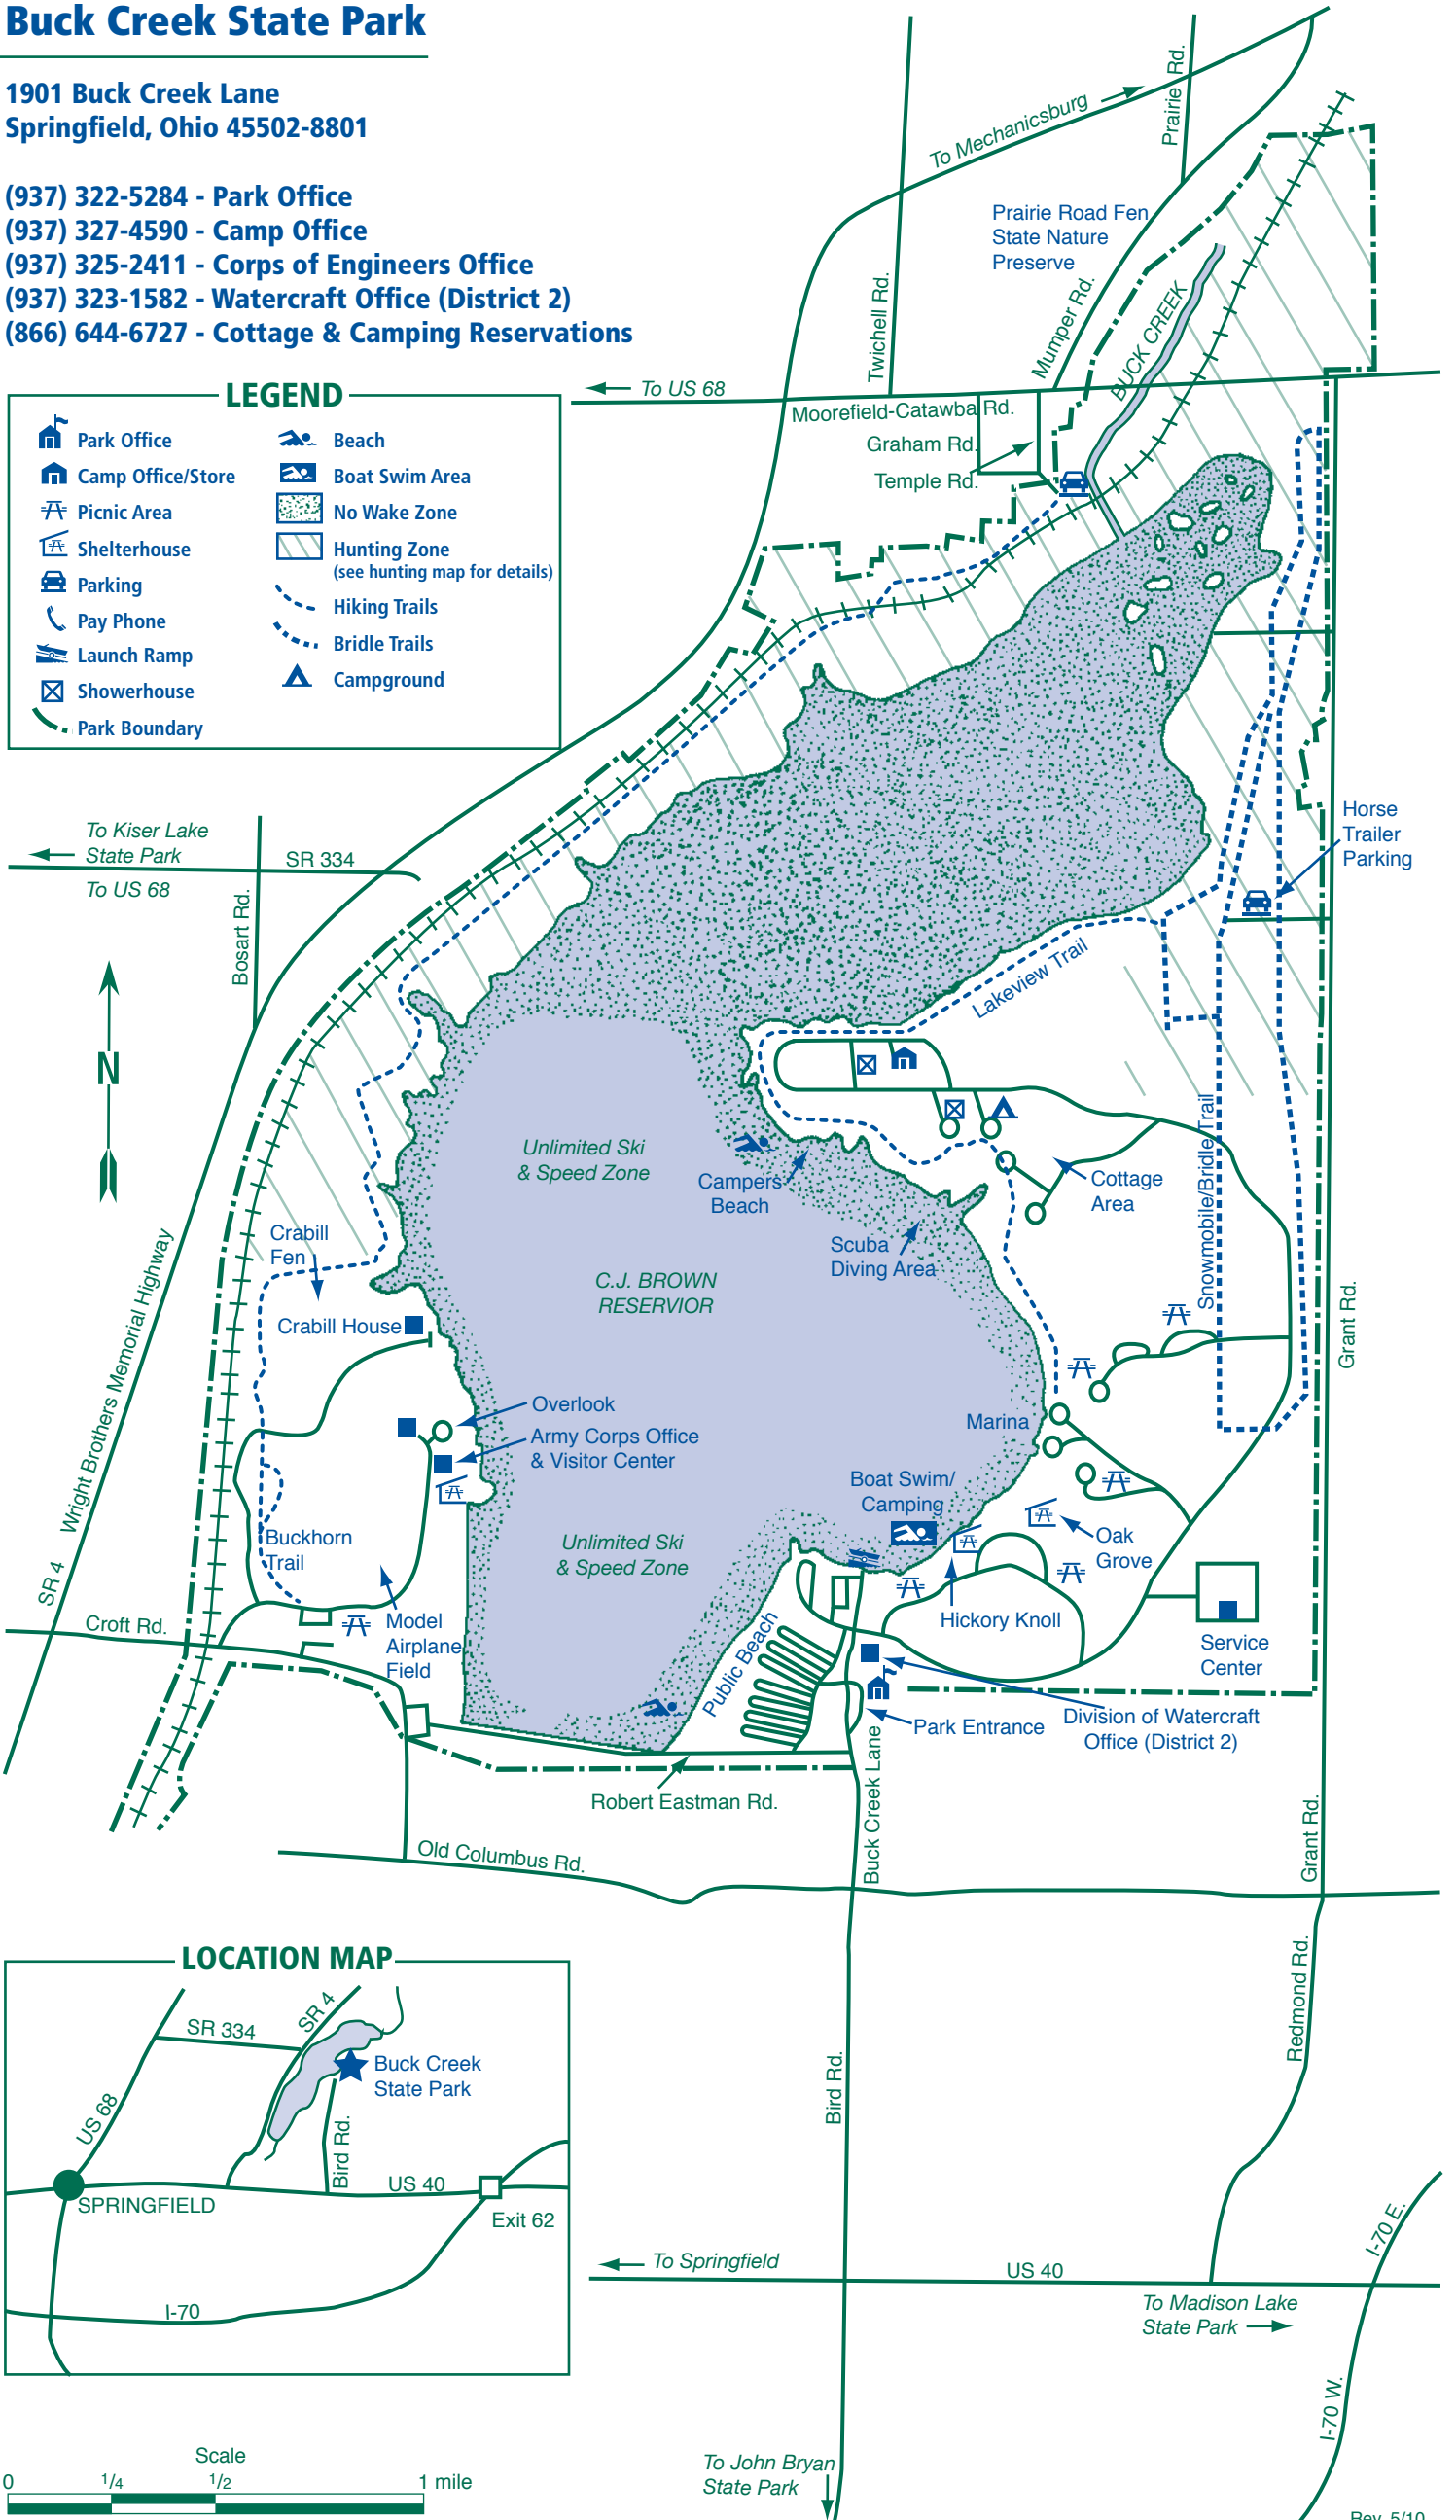 Buck Creek State Park
1901 Buck Creek Lane
Springfield, Ohio 45502-8801
(937) 322-5284 - Park Office
(937) 327-4590 - Camp Office
(937) 325-2411 - Corps of Engineers Office
(937) 323-1582 - Watercraft Office (District 2)
(866) 644-6727 - Cottage & Camping Reservations
LEGEND
Park Office
Camp Office/Store
Picnic Area
Shelterhouse
Parking
Pay Phone
Launch Ramp
Showerhouse
Park Boundary
Beach
Boat Swim Area
No Wake Zone
Hunting Zone
(see hunting map for details)
Hiking Trails
Bridle Trails
Campground
To Mechanicsburg
Prairie Rd.
Prairie Road Fen
State Nature
Preserve
Twichell Rd.
Mumper Rd.
BUCK CREEK
To US 68
Moorefield-Catawba Rd.
Graham Rd.
Temple Rd.
To Kiser Lake
State Park
SR 334
To US 68
Bosart Rd.
Horse
Trailer
Parking
Lakeview Trail
N
Unlimited Ski
& Speed Zone
Campers
Beach
Cottage
Area
Snowmobile/Bridle Trail
Scuba
Diving Area
Crabill
Fen
C.J. BROWN
RESERVIOR
Crabill House
Grant Rd.
Wright Brothers Memorial Highway
SR 4
Overlook
Army Corps Office
& Visitor Center
Marina
Boat Swim/
Camping
Oak
Grove
Unlimited Ski
& Speed Zone
Buckhorn
Trail
Hickory Knoll
Croft Rd.
Model
Airplane
Field
Public Beach
Service
Center
Park Entrance
Division of Watercraft
Office (District 2)
Robert Eastman Rd.
Buck Creek Lane
Grant Rd.
Old Columbus Rd.
Redmond Rd.
Bird Rd.
LOCATION MAP
SR 334
SR 4
Buck Creek
State Park
US 68
Bird Rd.
US 40
SPRINGFIELD
Exit 62
I-70
To Springfield
US 40
To Madison Lake
State Park
I-70 E.
I-70 W.
To John Bryan
State Park
Scale
0 1/4 1/2 1 mile
Rev. 5/10